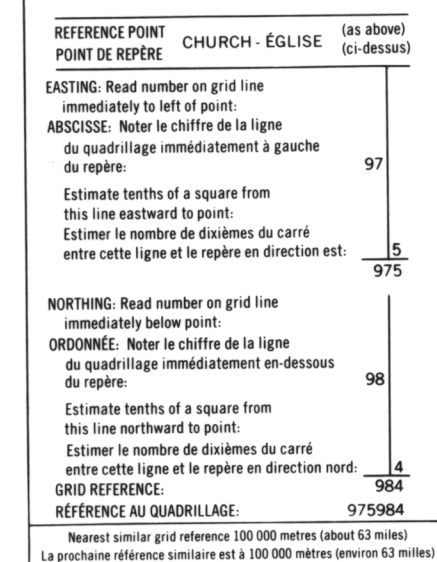 REFERENCE POINT
POINT DE REPÈRE
CHURCH - ÉGLISE
(as above)
(ci-dessus)
EASTING: Read number on grid line
immediately to left of point:
ABSCISSE: Noter le chiffre de la ligne
du quadrillage immédiatement à gauche
du repère: 97
Estimate tenths of a square from
this line eastward to point:
Estimer le nombre de dixièmes du carré
entre cette ligne et le repère en direction est: 5
975
NORTHING: Read number on grid line
immediately below point:
ORDONNÉE: Noter le chiffre de la ligne
du quadrillage immédiatement en-dessous
du repère: 98
Estimate tenths of a square from
this line northward to point:
Estimer le nombre de dixièmes du carré
entre cette ligne et le repère en direction nord: 4
GRID REFERENCE: 984
RÉFÉRENCE AU QUADRILLAGE: 975984
Nearest similar grid reference 100 000 metres (about 63 miles)
La prochaine référence similaire est à 100 000 mètres (environ 63 milles)